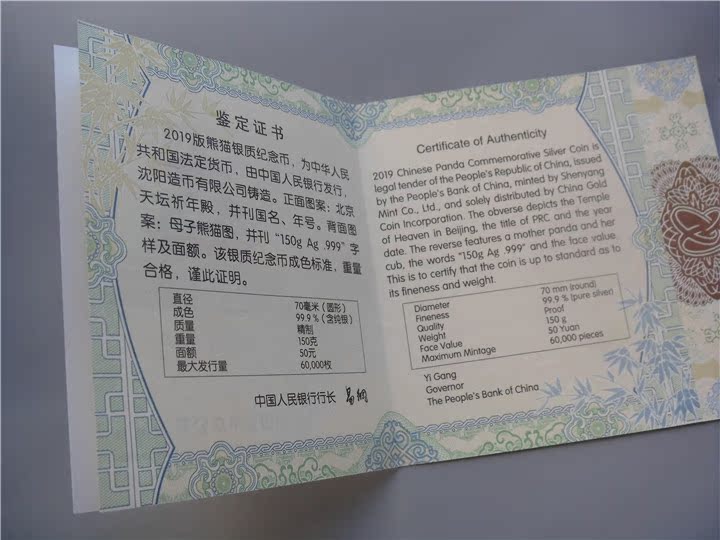 鉴定证书
2019版熊猫银质纪念币，为中华人民
共和国法定货币，由中国人民银行发行，
沈阳造币有限公司铸造。正面图案：北京
天坛祈年殿，并刊国名、年号。背面图
案：母子熊猫图，并刊“150g Ag .999”字
样及面额。该银质纪念币成色标准，重量
合格，谨此证明。
直径 70毫米（圆形）
成色 99.9％（含纯银）
质量 精制
重量 150克
面额 50元
最大发行量 60,000枚
中国人民银行行长
Certificate of Authenticity
2019 Chinese Panda Commemorative Silver Coin is
legal tender of the People's Republic of China, issued
by the People's Bank of China, minted by Shenyang
Mint Co., Ltd., and solely distributed by China Gold
Coin Incorporation. The obverse depicts the Temple
of Heaven in Beijing, the title of PRC and the year
date. The reverse features a mother panda and her
cub, the words "150g Ag .999" and the face value.
This is to certify that the coin is up to standard as to
its fineness and weight.
Diameter 70 mm (round)
Fineness 99.9 % (pure silver)
Quality Proof
Weight 150 g
Face Value 50 Yuan
Maximum Mintage 60,000 pieces
Yi Gang
Governor
The People's Bank of China